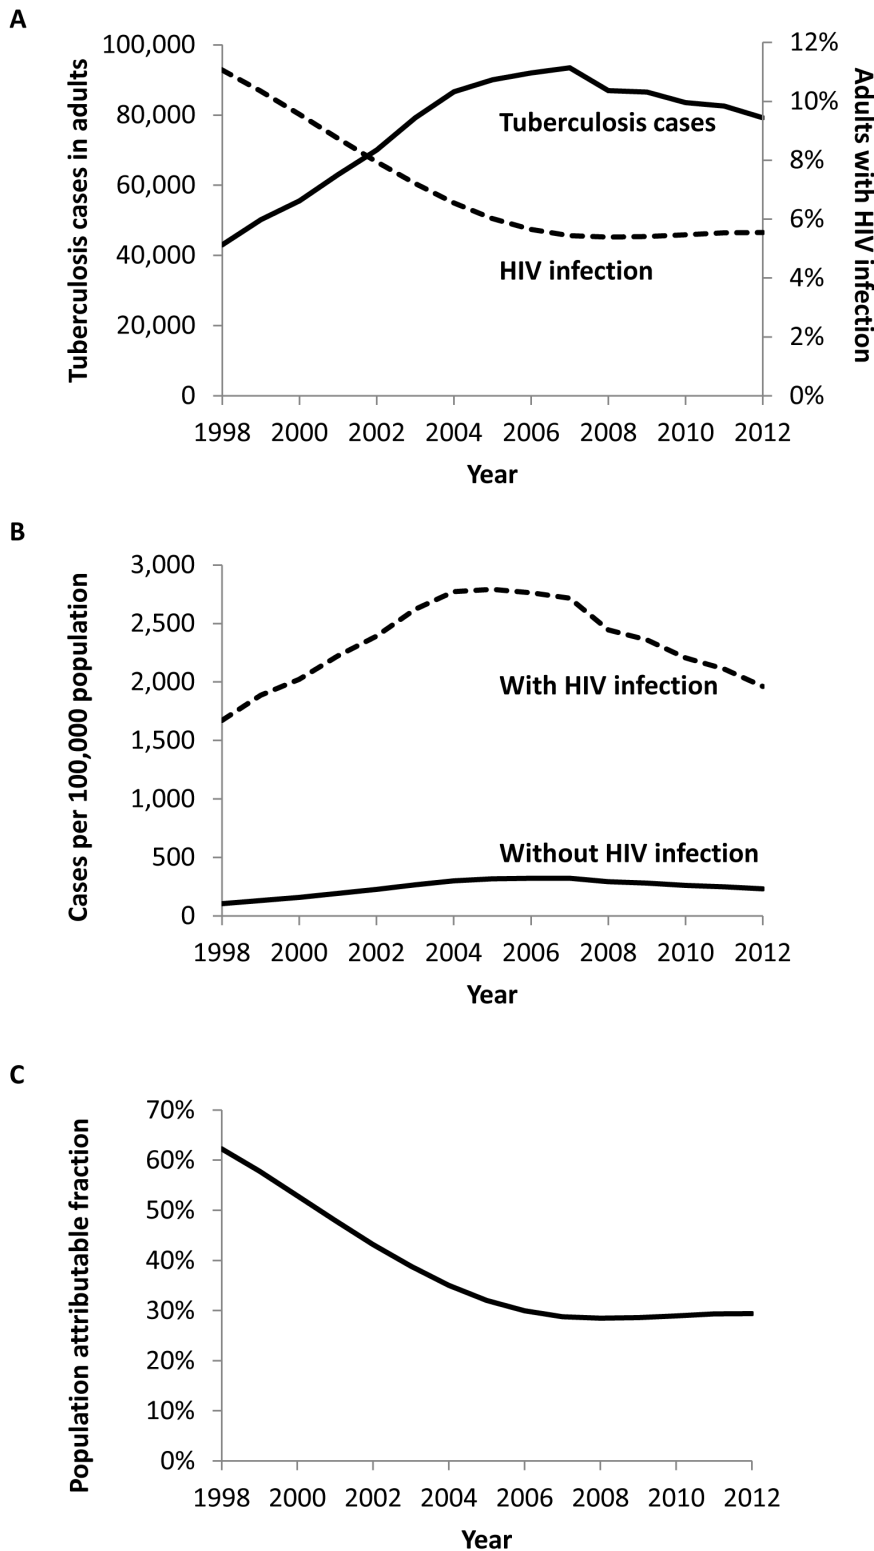 A
Tuberculosis cases in adults
100,000
80,000
60,000
40,000
20,000
0
12%
10%
8%
6%
4%
2%
0%
Adults with HIV infection
Tuberculosis cases
HIV infection
1998 2000 2002 2004 2006 2008 2010 2012
Year
B
Cases per 100,000 population
3,000
2,500
2,000
1,500
1,000
500
0
With HIV infection
Without HIV infection
1998 2000 2002 2004 2006 2008 2010 2012
Year
C
Population attributable fraction
70%
60%
50%
40%
30%
20%
10%
0%
1998 2000 2002 2004 2006 2008 2010 2012
Year